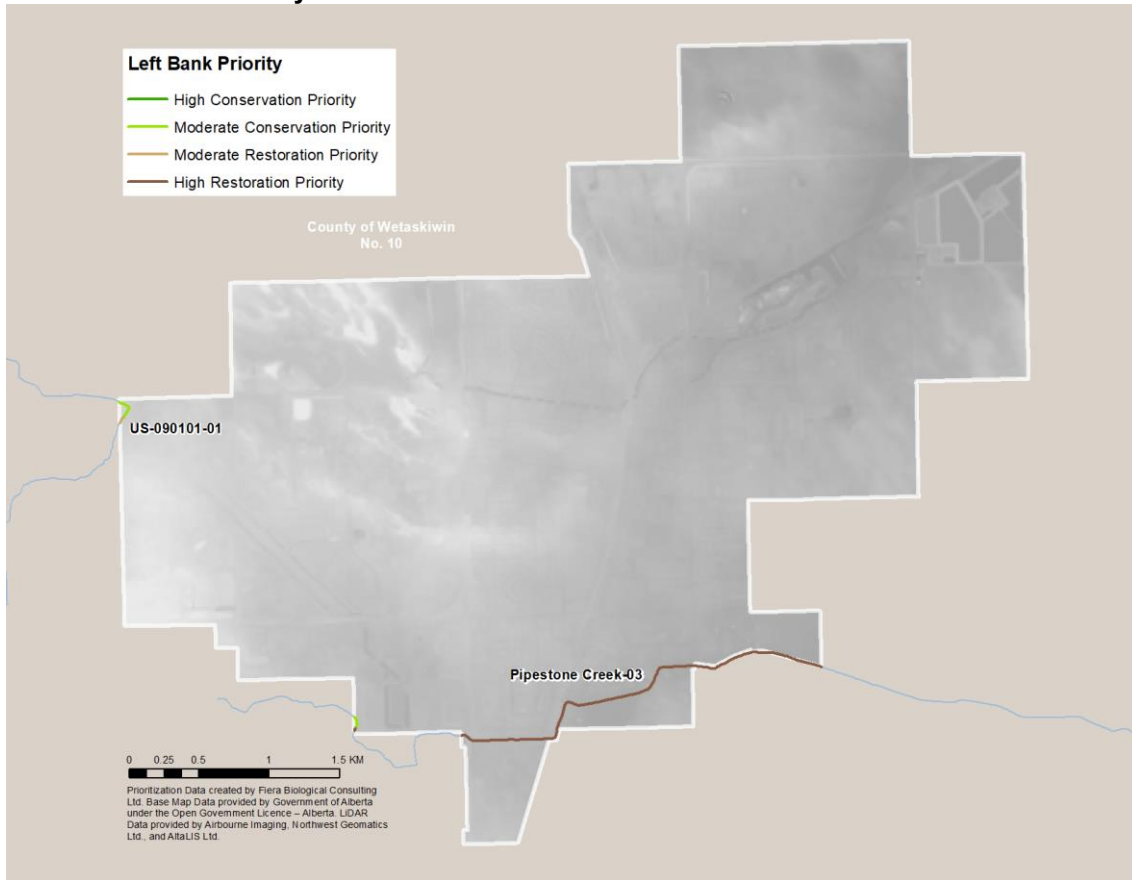 Left Bank Priority
High Conservation Priority
Moderate Conservation Priority
Moderate Restoration Priority
High Restoration Priority
County of Wetaskiwin
No. 10
US-090101-01
Pipestone Creek-03
0 0.25 0.5 1 1.5 KM
Prioritization Data created by Fiera Biological Consulting
Ltd. Base Map Data provided by Government of Alberta
under the Open Government Licence – Alberta. LiDAR
Data provided by Airbourne Imaging, Northwest Geomatics
Ltd., and AltaLIS Ltd.